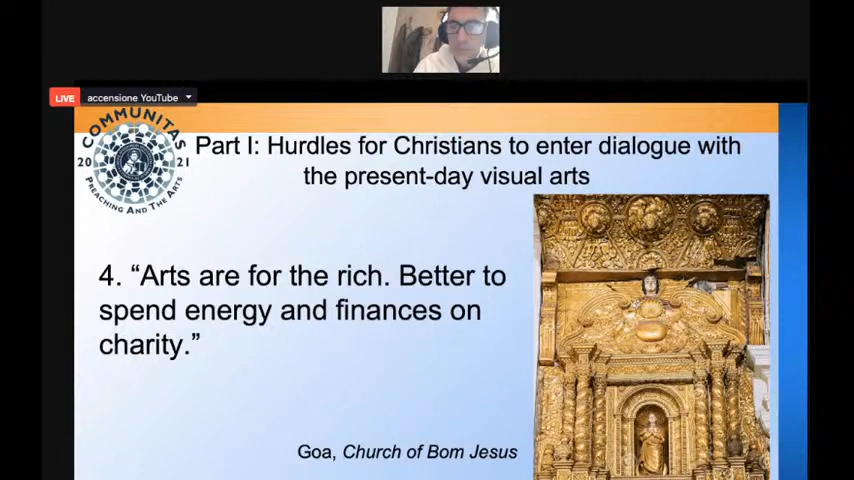 LIVE
accensione YouTube
COMMUNITAS
20 21
PREACHING AND THE ARTS
Part I: Hurdles for Christians to enter dialogue with
the present-day visual arts
4. “Arts are for the rich. Better to
spend energy and finances on
charity.”
Goa, Church of Bom Jesus